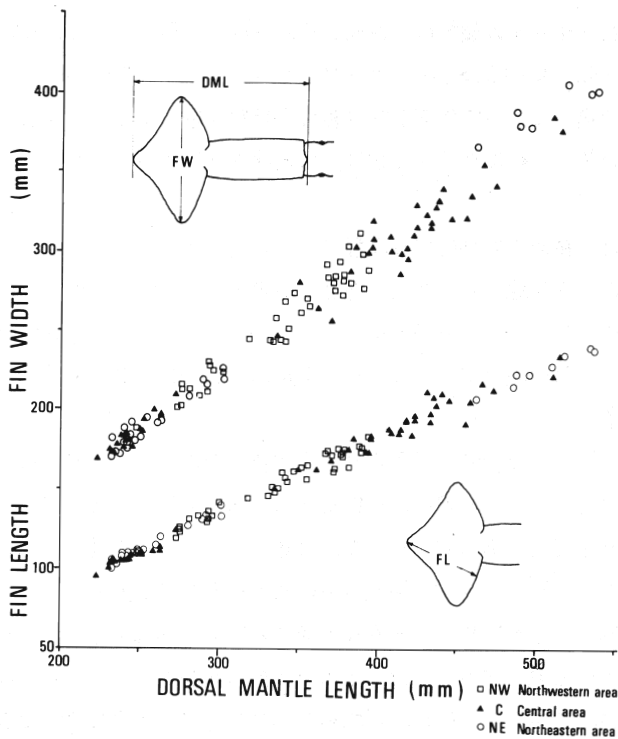 DML
FW
FL
400
300
200
100
50
FIN LENGTH FIN WIDTH (mm)
200 300 400 500
DORSAL MANTLE LENGTH (mm)
NW Northwestern area
C Central area
NE Northeastern area